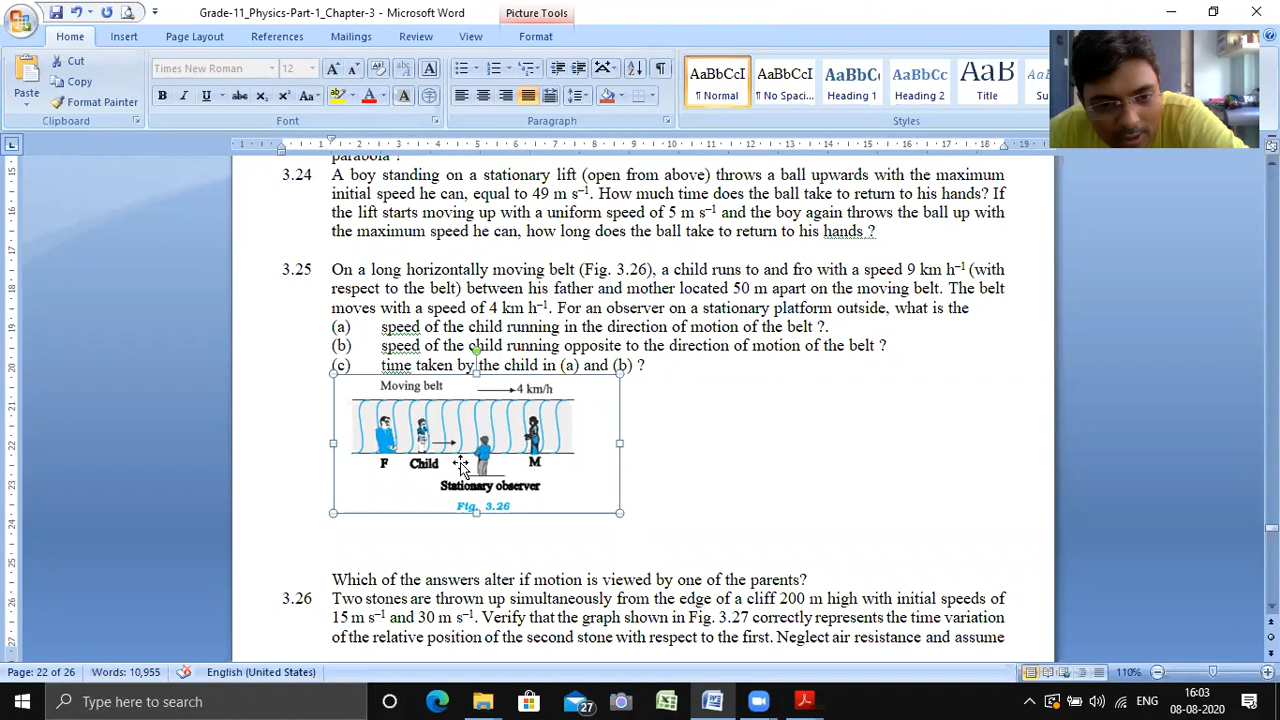 Grade-11_Physics-Part-1_Chapter-3 - Microsoft Word
Picture Tools
Home Insert Page Layout References Mailings Review View Format
Paste
Cut
Copy
Format Painter
Times New Roman 12
AaBbCcI AaBbCcI AaBbC AaBbCc AaB
¶ Normal ¶ No Spaci... Heading 1 Heading 2 Title
Clipboard Font Paragraph Styles
parabola ?
3.24 A boy standing on a stationary lift (open from above) throws a ball upwards with the maximum
initial speed he can, equal to 49 m s⁻¹. How much time does the ball take to return to his hands? If
the lift starts moving up with a uniform speed of 5 m s⁻¹ and the boy again throws the ball up with
the maximum speed he can, how long does the ball take to return to his hands ?
3.25 On a long horizontally moving belt (Fig. 3.26), a child runs to and fro with a speed 9 km h⁻¹ (with
respect to the belt) between his father and mother located 50 m apart on the moving belt. The belt
moves with a speed of 4 km h⁻¹. For an observer on a stationary platform outside, what is the
(a) speed of the child running in the direction of motion of the belt ?.
(b) speed of the child running opposite to the direction of motion of the belt ?
(c) time taken by the child in (a) and (b) ?
Moving belt 4 km/h
F Child M
Stationary observer
Fig. 3.26
Which of the answers alter if motion is viewed by one of the parents?
3.26 Two stones are thrown up simultaneously from the edge of a cliff 200 m high with initial speeds of
15 m s⁻¹ and 30 m s⁻¹. Verify that the graph shown in Fig. 3.27 correctly represents the time variation
of the relative position of the second stone with respect to the first. Neglect air resistance and assume
Page: 22 of 26 Words: 10,955 English (United States) 110%
Type here to search
27
ENG
16:03
08-08-2020